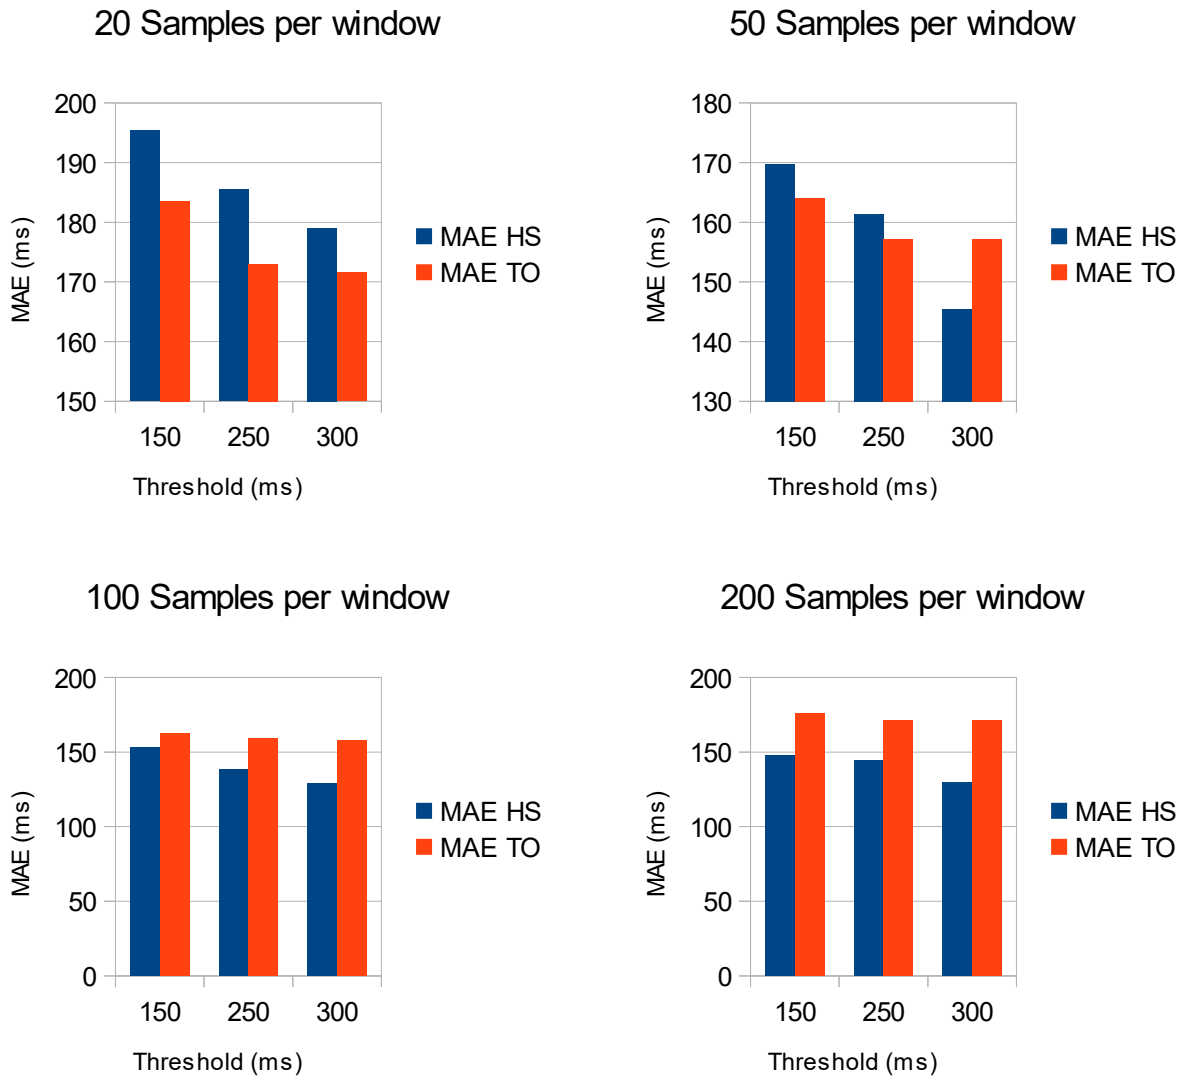 20 Samples per window
200
190
180
170
160
150
MAE (ms)
150 250 300
Threshold (ms)
MAE HS
MAE TO
50 Samples per window
180
170
160
150
140
130
MAE (ms)
150 250 300
Threshold (ms)
MAE HS
MAE TO
100 Samples per window
200
150
100
50
0
MAE (ms)
150 250 300
Threshold (ms)
MAE HS
MAE TO
200 Samples per window
200
150
100
50
0
MAE (ms)
150 250 300
Threshold (ms)
MAE HS
MAE TO